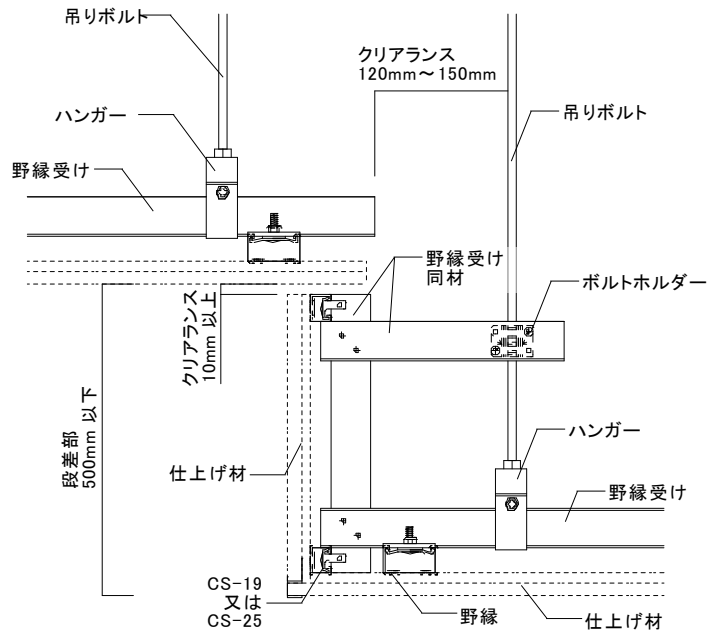 吊りボルト
クリアランス
120mm～150mm
ハンガー
吊りボルト
野縁受け
野縁受け
同材
ボルトホルダー
クリアランス
10mm 以上
段差部
500mm 以下
ハンガー
仕上げ材
野縁受け
CS-19
又は
CS-25
野縁
仕上げ材